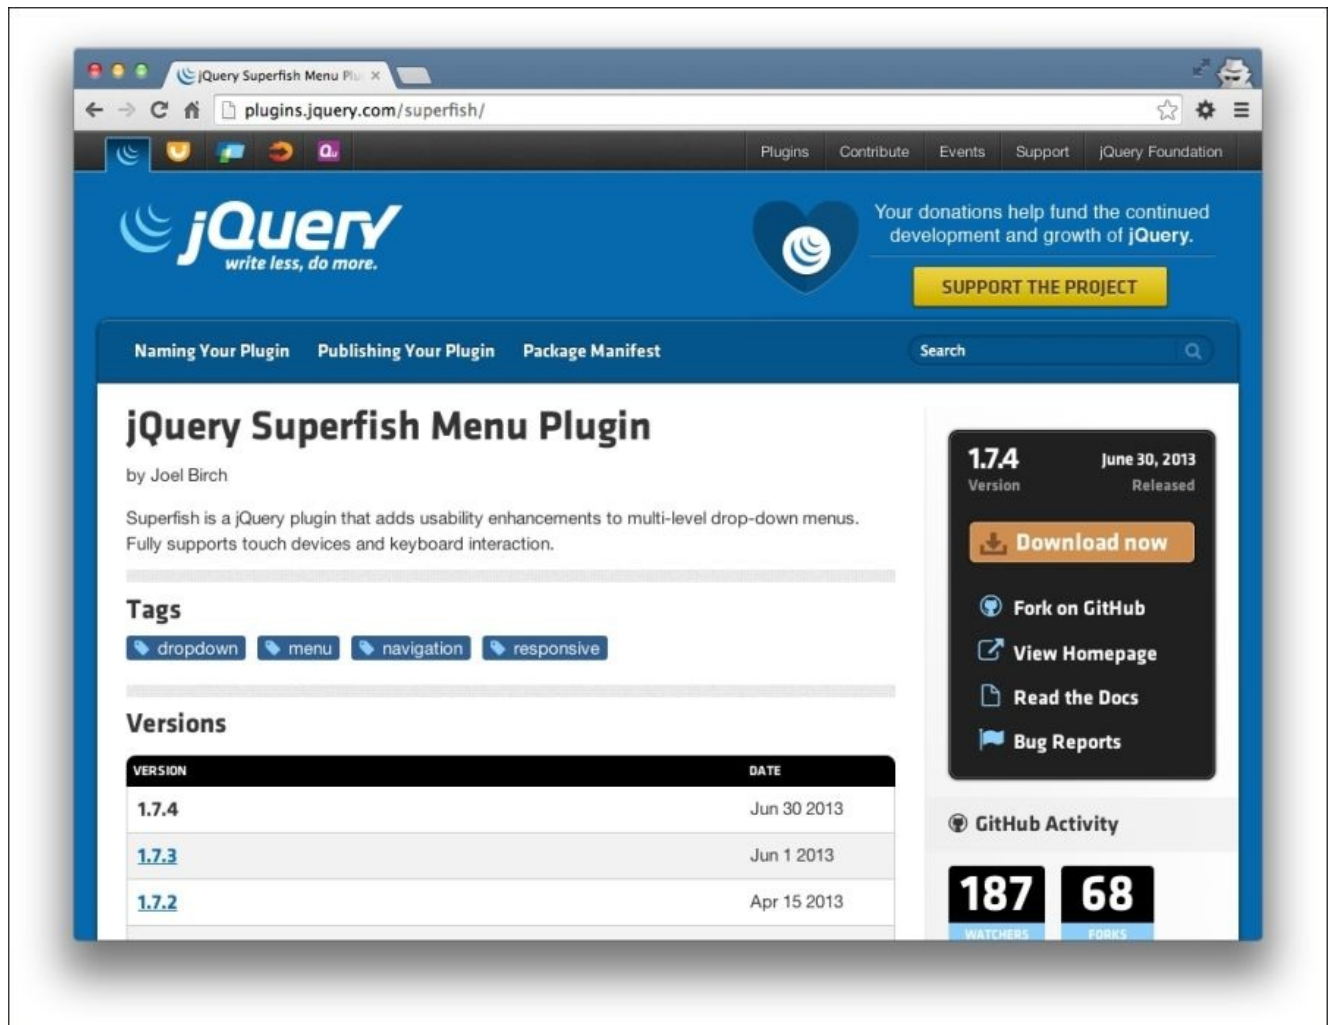 jQuery Superfish Menu Plu
plugins.jquery.com/superfish/
Qu
Plugins Contribute Events Support jQuery Foundation
jQuery
write less, do more.
Your donations help fund the continued
development and growth of jQuery.
SUPPORT THE PROJECT
Naming Your Plugin Publishing Your Plugin Package Manifest Search
jQuery Superfish Menu Plugin
by Joel Birch
Superfish is a jQuery plugin that adds usability enhancements to multi-level drop-down menus.
Fully supports touch devices and keyboard interaction.
Tags
dropdown menu navigation responsive
Versions
VERSION DATE
1.7.4 Jun 30 2013
1.7.3 Jun 1 2013
1.7.2 Apr 15 2013
1.7.4 June 30, 2013
Version Released
Download now
Fork on GitHub
View Homepage
Read the Docs
Bug Reports
GitHub Activity
187 68
WATCHERS FORKS